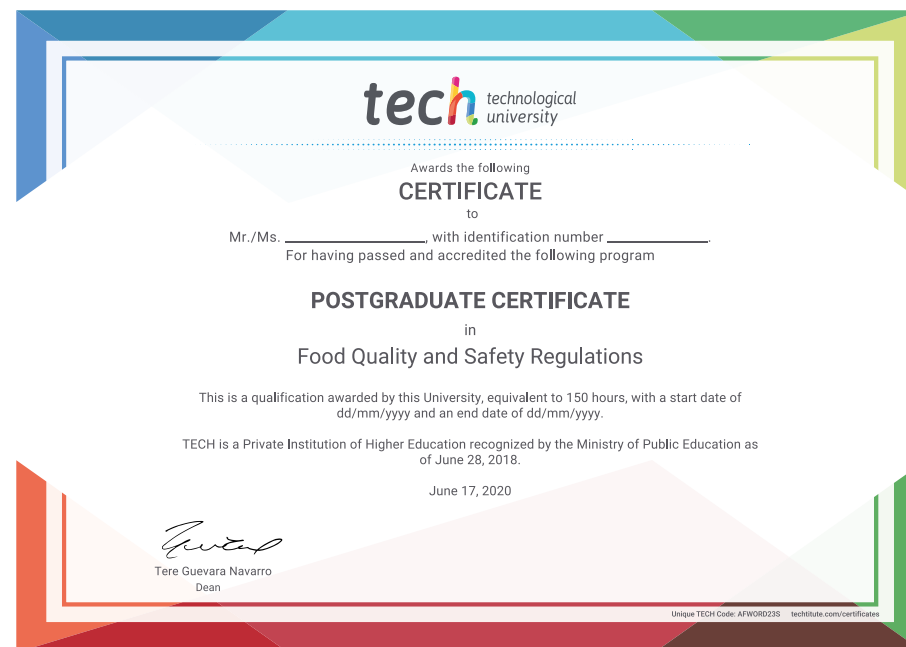 tech technological
university
Awards the following
CERTIFICATE
to
Mr./Ms. ____________________, with identification number ______________.
For having passed and accredited the following program
POSTGRADUATE CERTIFICATE
in
Food Quality and Safety Regulations
This is a qualification awarded by this University, equivalent to 150 hours, with a start date of
dd/mm/yyyy and an end date of dd/mm/yyyy.
TECH is a Private Institution of Higher Education recognized by the Ministry of Public Education as
of June 28, 2018.
June 17, 2020
Tere Guevara Navarro
Dean
Unique TECH Code: AFWORD23S techtitute.com/certificates